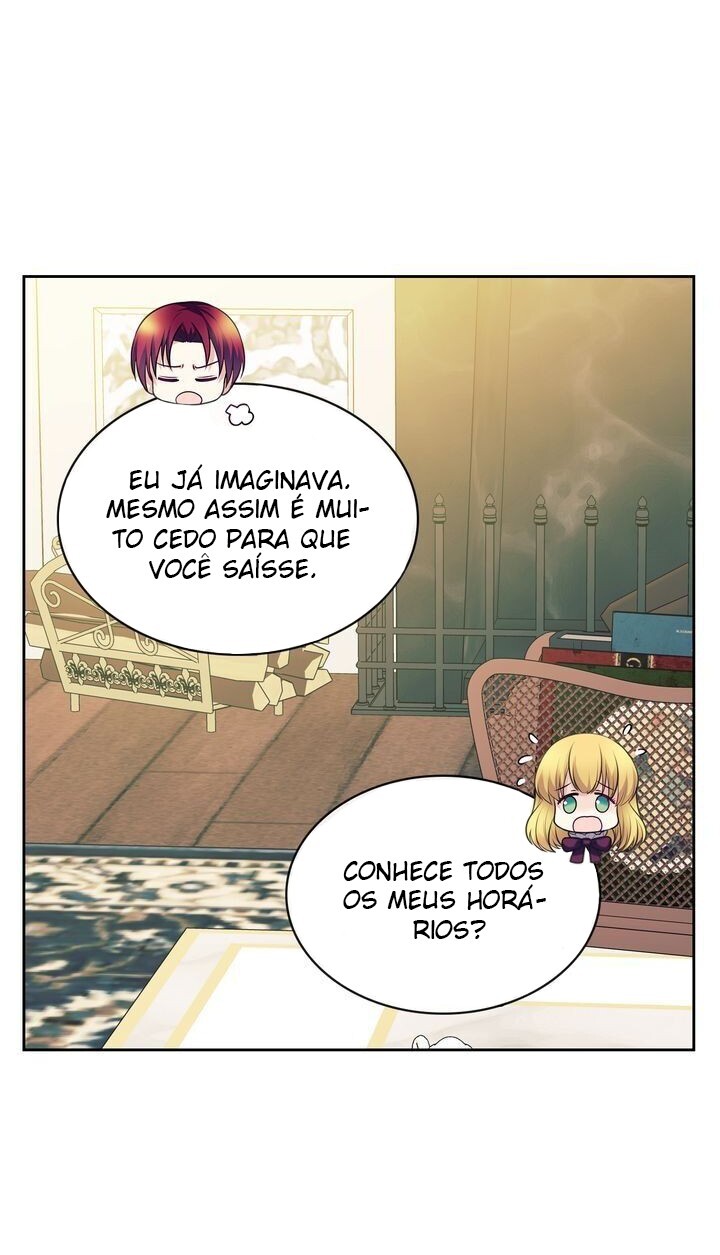 EU JÁ IMAGINAVA.
MESMO ASSIM É MUI-
TO CEDO PARA QUE
VOCÊ SAÍSSE.
CONHECE TODOS
OS MEUS HORÁ-
RIOS?